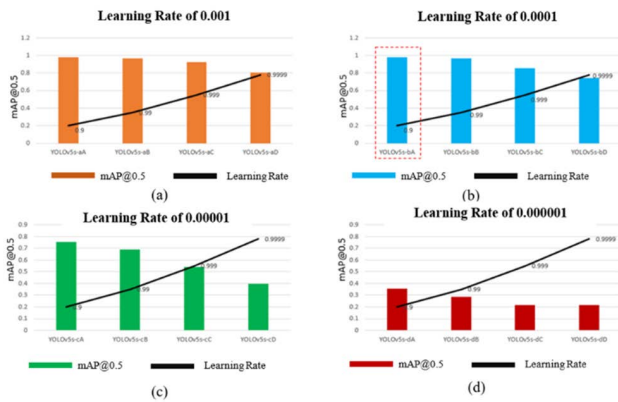 Learning Rate of 0.001
mAP@0.5
1.2
1
0.8
0.6
0.4
0.2
0
0.9
0.99
0.999
0.9999
YOLOv5s-aA YOLOv5s-aB YOLOv5s-aC YOLOv5s-aD
mAP@0.5 Learning Rate
(a)
Learning Rate of 0.0001
mAP@0.5
1.2
1
0.8
0.6
0.4
0.2
0
0.9
0.99
0.999
0.9999
YOLOv5s-bA YOLOv5s-bB YOLOv5s-bC YOLOv5s-bD
mAP@0.5 Learning Rate
(b)
Learning Rate of 0.00001
mAP@0.5
0.9
0.8
0.7
0.6
0.5
0.4
0.3
0.2
0.1
0
0.9
0.99
0.999
0.9999
YOLOv5s-cA YOLOv5s-cB YOLOv5s-cC YOLOv5s-cD
mAP@0.5 Learning Rate
(c)
Learning Rate of 0.000001
mAP@0.5
0.9
0.8
0.7
0.6
0.5
0.4
0.3
0.2
0.1
0
0.9
0.99
0.999
0.9999
YOLOv5s-dA YOLOv5s-dB YOLOv5s-dC YOLOv5s-dD
mAP@0.5 Learning Rate
(d)